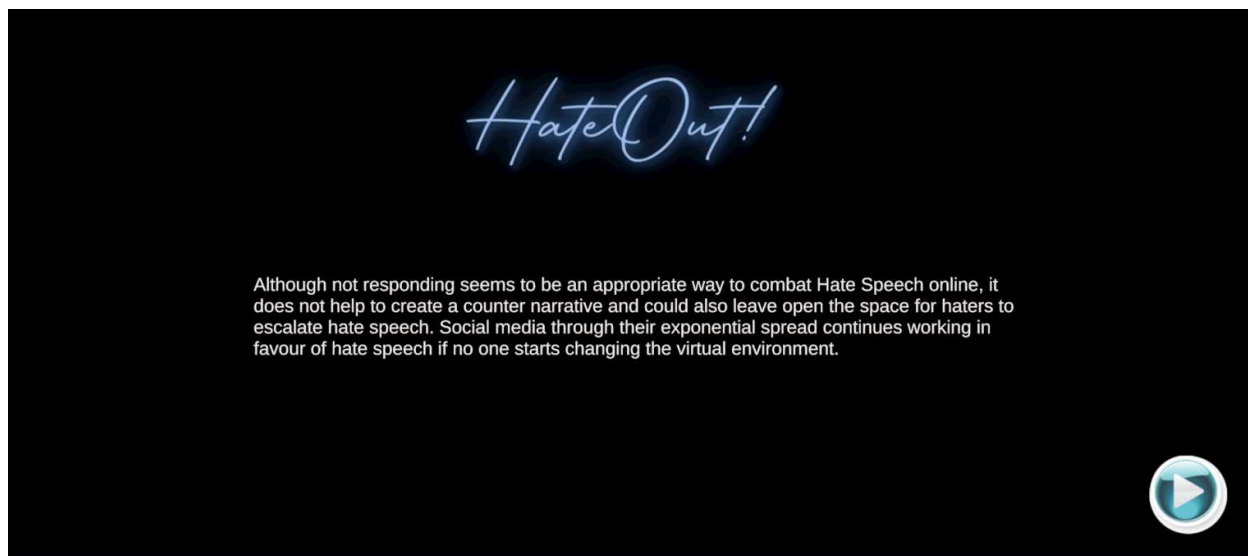 HateOut!
Although not responding seems to be an appropriate way to combat Hate Speech online, it
does not help to create a counter narrative and could also leave open the space for haters to
escalate hate speech. Social media through their exponential spread continues working in
favour of hate speech if no one starts changing the virtual environment.